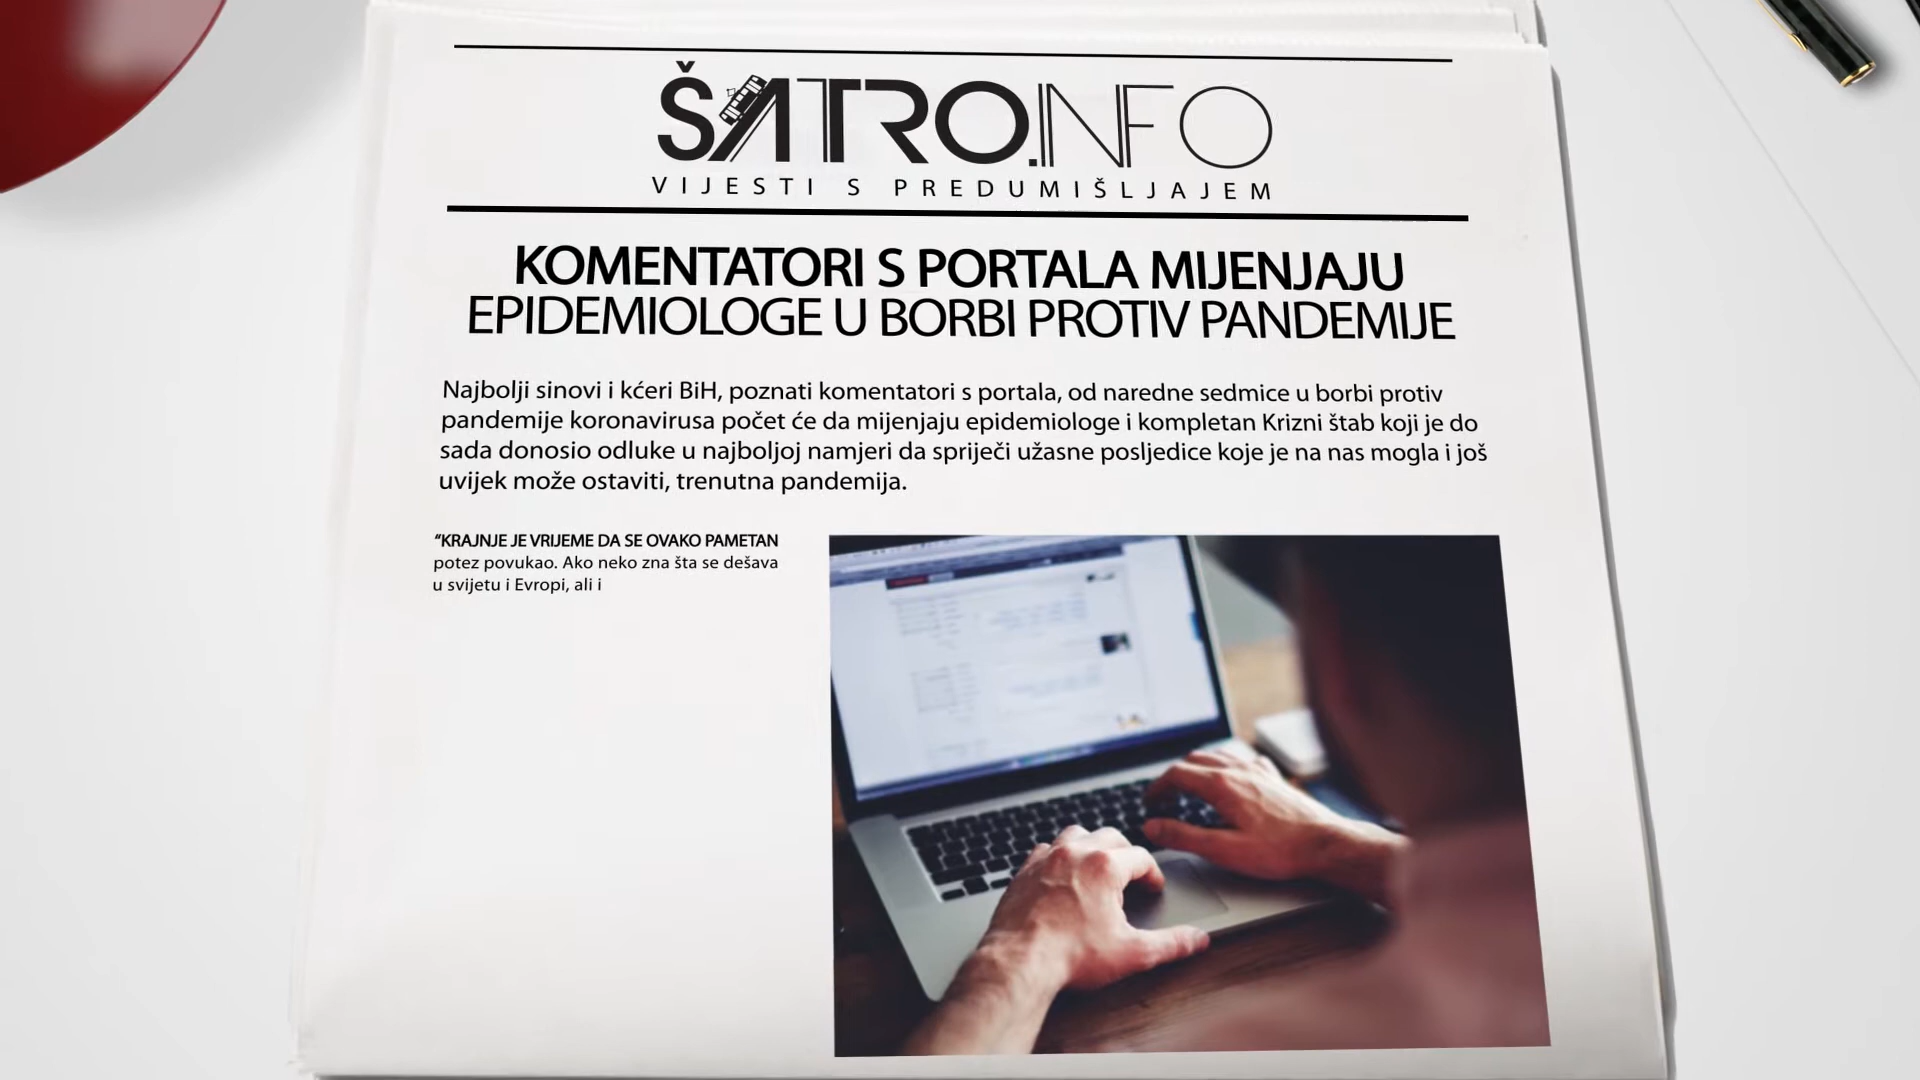 ŠATRO.INFO
VIJESTI S PREDUMIŠLJAJEM
KOMENTATORI S PORTALA MIJENJAJU
EPIDEMIOLOGE U BORBI PROTIV PANDEMIJE
Najbolji sinovi i kćeri BiH, poznati komentatori s portala, od naredne sedmice u borbi protiv
pandemije koronavirusa počet će da mijenjaju epidemiologe i kompletan Krizni štab koji je do
sada donosio odluke u najboljoj namjeri da spriječi užasne posljedice koje je na nas mogla i još
uvijek može ostaviti, trenutna pandemija.
“KRAJNJE JE VRIJEME DA SE OVAKO PAMETAN
potez povukao. Ako neko zna šta se dešava
u svijetu i Evropi, ali i